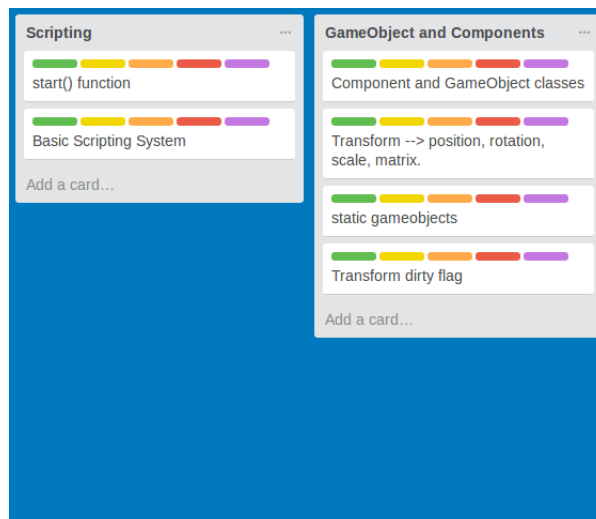 Scripting
start() function
Basic Scripting System
Add a card…
GameObject and Components
Component and GameObject classes
Transform --> position, rotation,
scale, matrix.
static gameobjects
Transform dirty flag
Add a card…